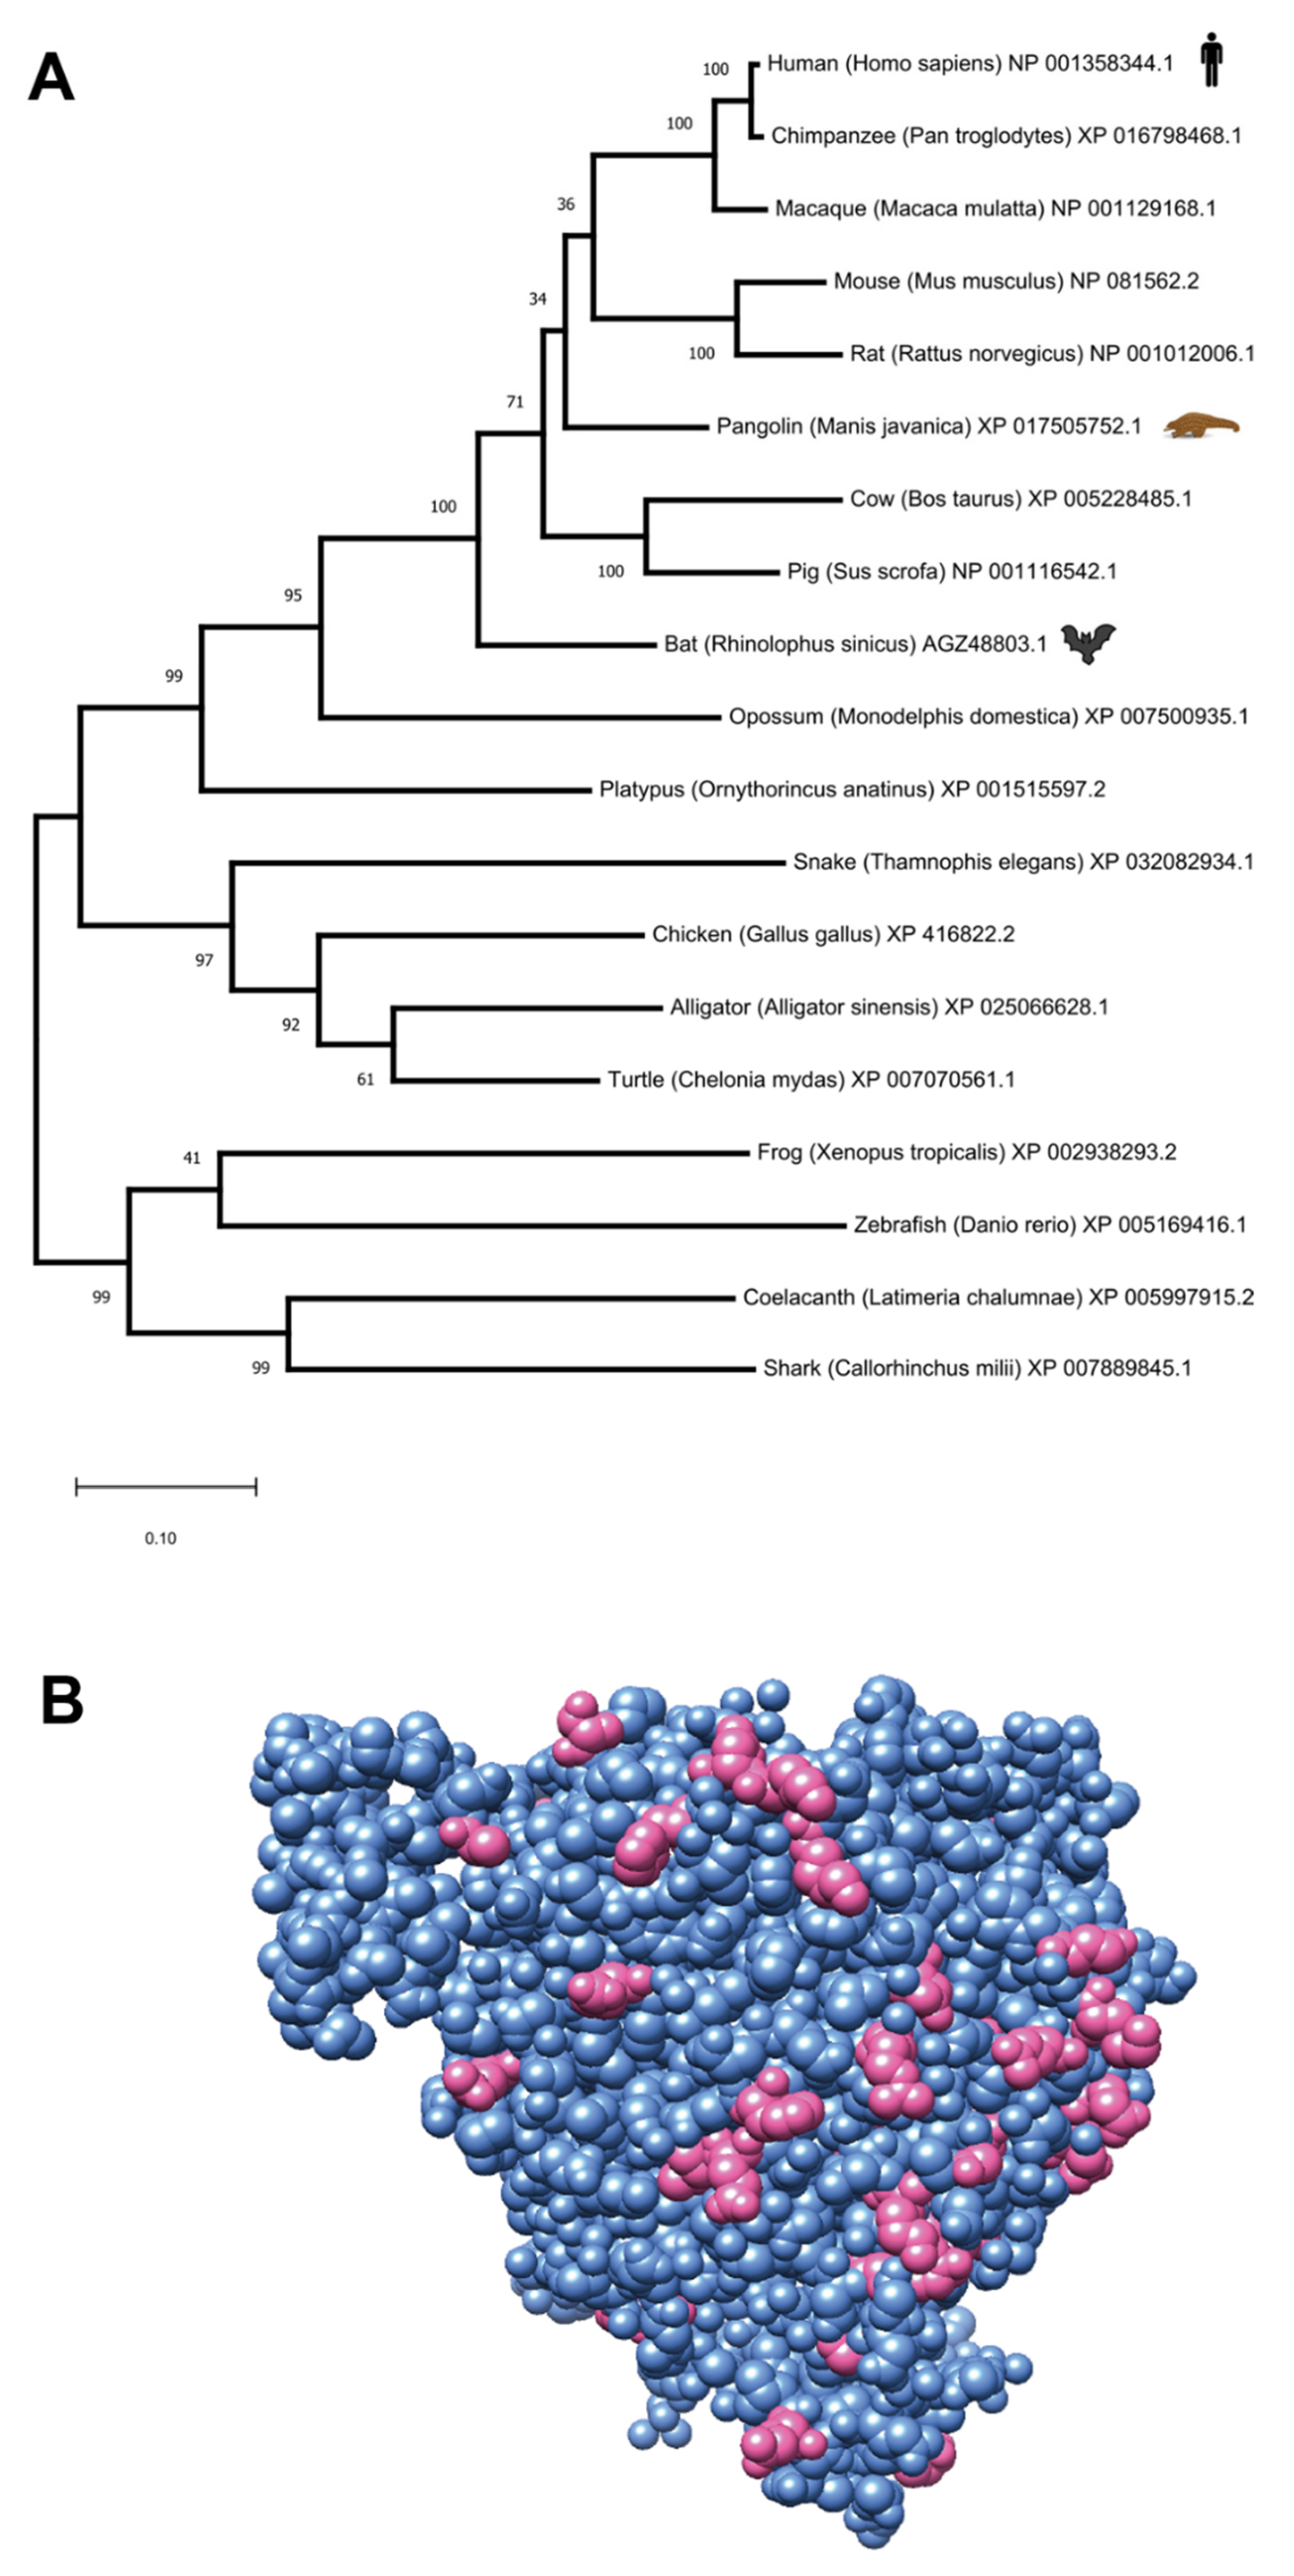 A
100
Human (Homo sapiens) NP 001358344.1
100
Chimpanzee (Pan troglodytes) XP 016798468.1
36
Macaque (Macaca mulatta) NP 001129168.1
34
Mouse (Mus musculus) NP 081562.2
100
Rat (Rattus norvegicus) NP 001012006.1
71
Pangolin (Manis javanica) XP 017505752.1
100
Cow (Bos taurus) XP 005228485.1
100
Pig (Sus scrofa) NP 001116542.1
95
Bat (Rhinolophus sinicus) AGZ48803.1
99
Opossum (Monodelphis domestica) XP 007500935.1
Platypus (Ornythorincus anatinus) XP 001515597.2
Snake (Thamnophis elegans) XP 032082934.1
97
Chicken (Gallus gallus) XP 416822.2
92
Alligator (Alligator sinensis) XP 025066628.1
61
Turtle (Chelonia mydas) XP 007070561.1
41
Frog (Xenopus tropicalis) XP 002938293.2
Zebrafish (Danio rerio) XP 005169416.1
99
Coelacanth (Latimeria chalumnae) XP 005997915.2
99
Shark (Callorhinchus milii) XP 007889845.1
0.10
B